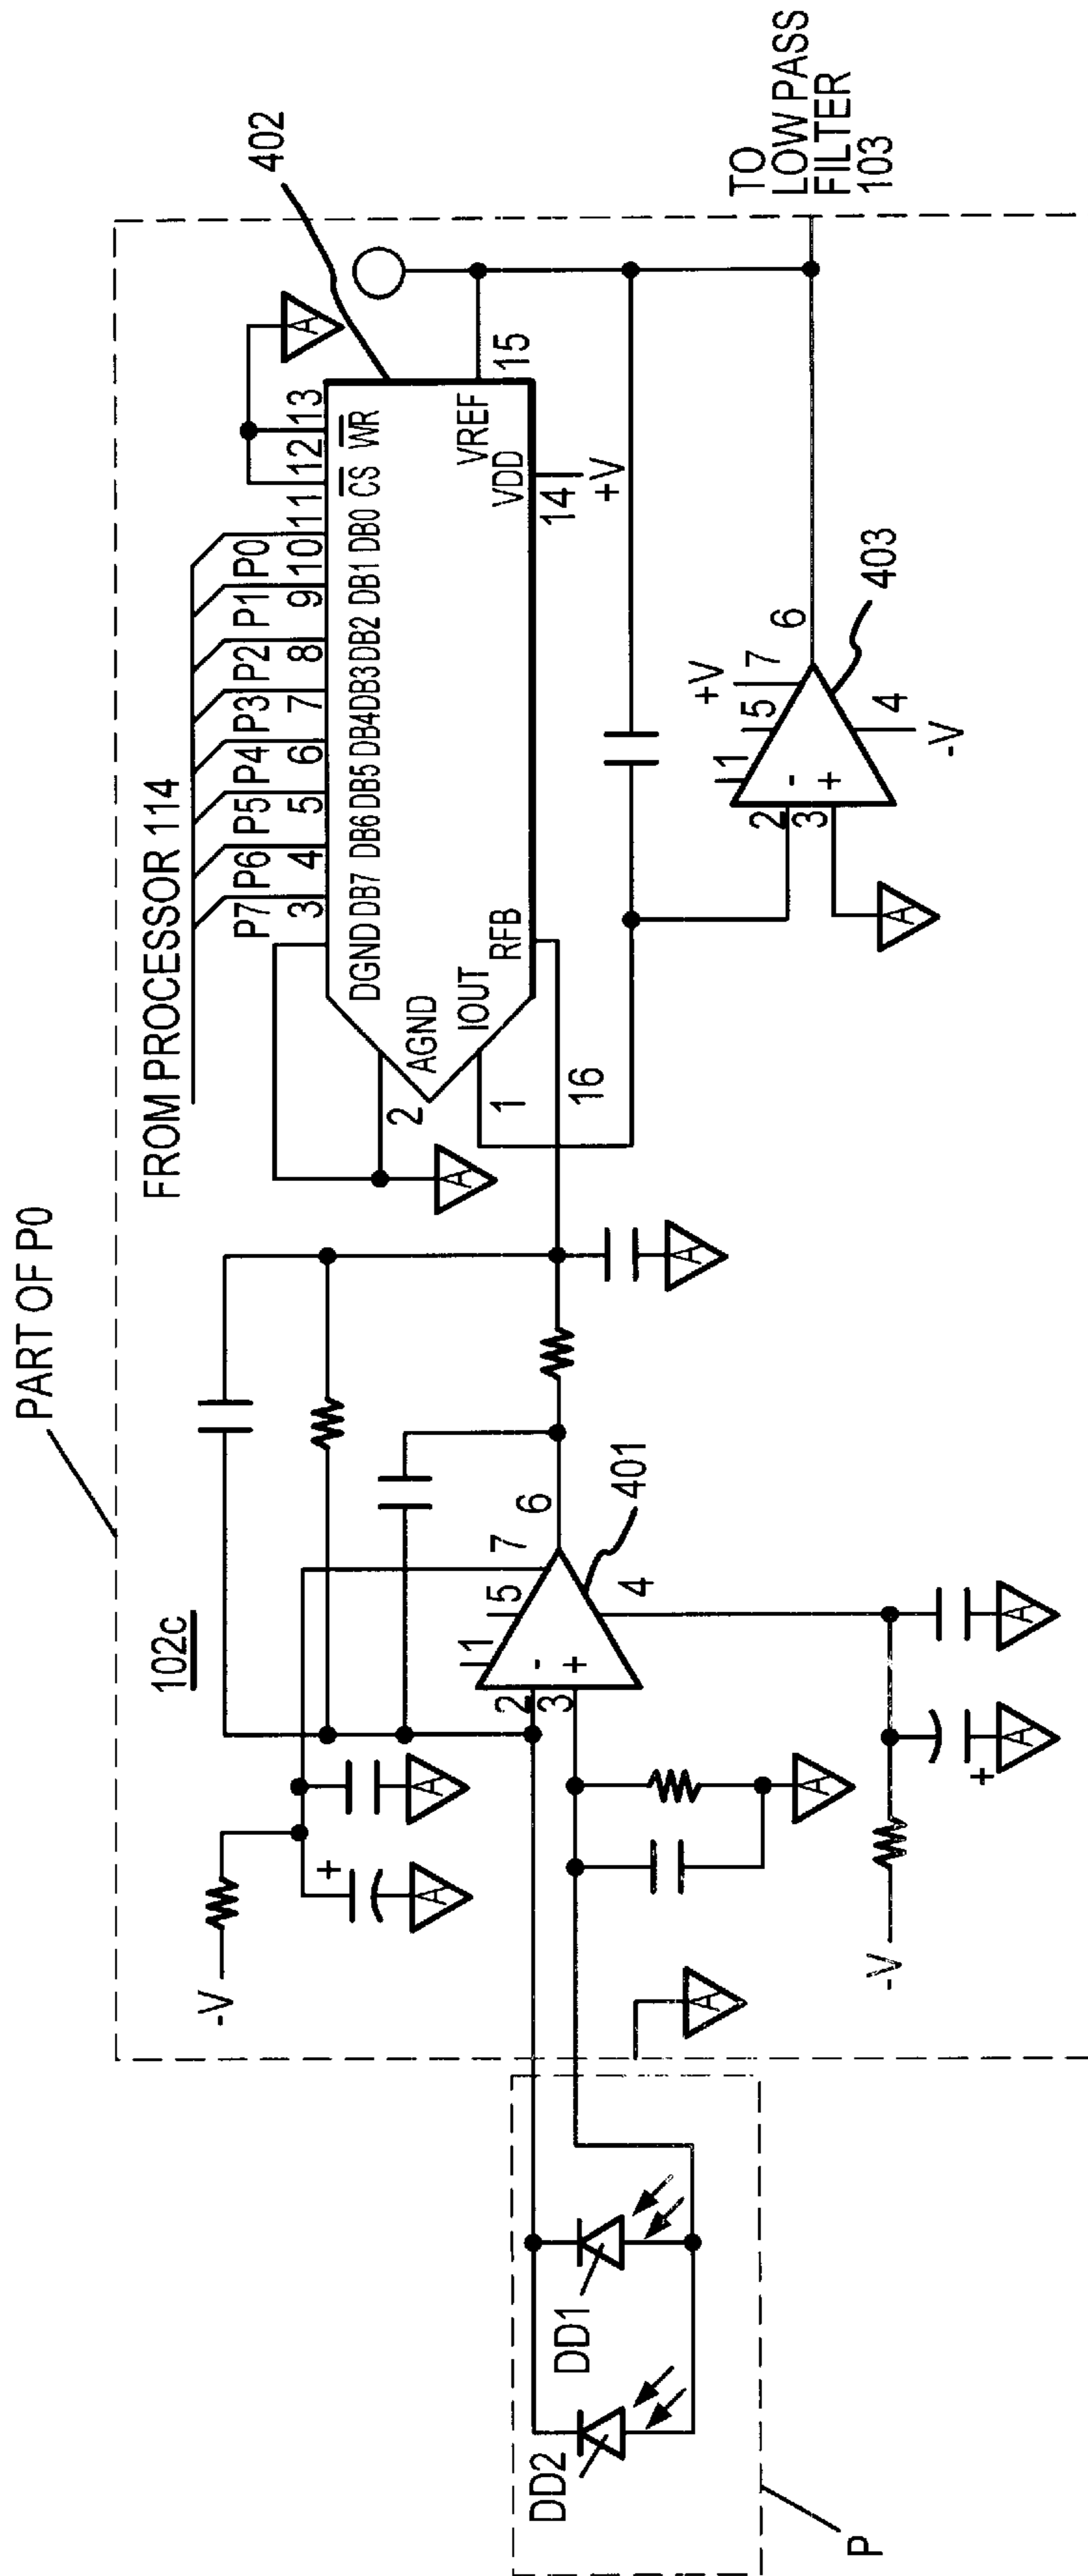 PART OF P0
FROM PROCESSOR 114
P7 P6 P5 P4 P3 P2 P1 P0
3 4 5 6 7 8 9 10 11 12 13
DGND DB7 DB6 DB5 DB4 DB3 DB2 DB1 DB0 CS WR
402
A
2
AGND
A
1
IOUT
RFB
16
VREF
15
VDD
14
+V
102c
-V
+
A
A
2
3
-
+
1
5
7
6
4
401
A
A
-V
+
A
A
A
2
3
-
+
1
5
7
+V
6
4
-V
403
A
TO
LOW PASS
FILTER
103
DD2
DD1
P